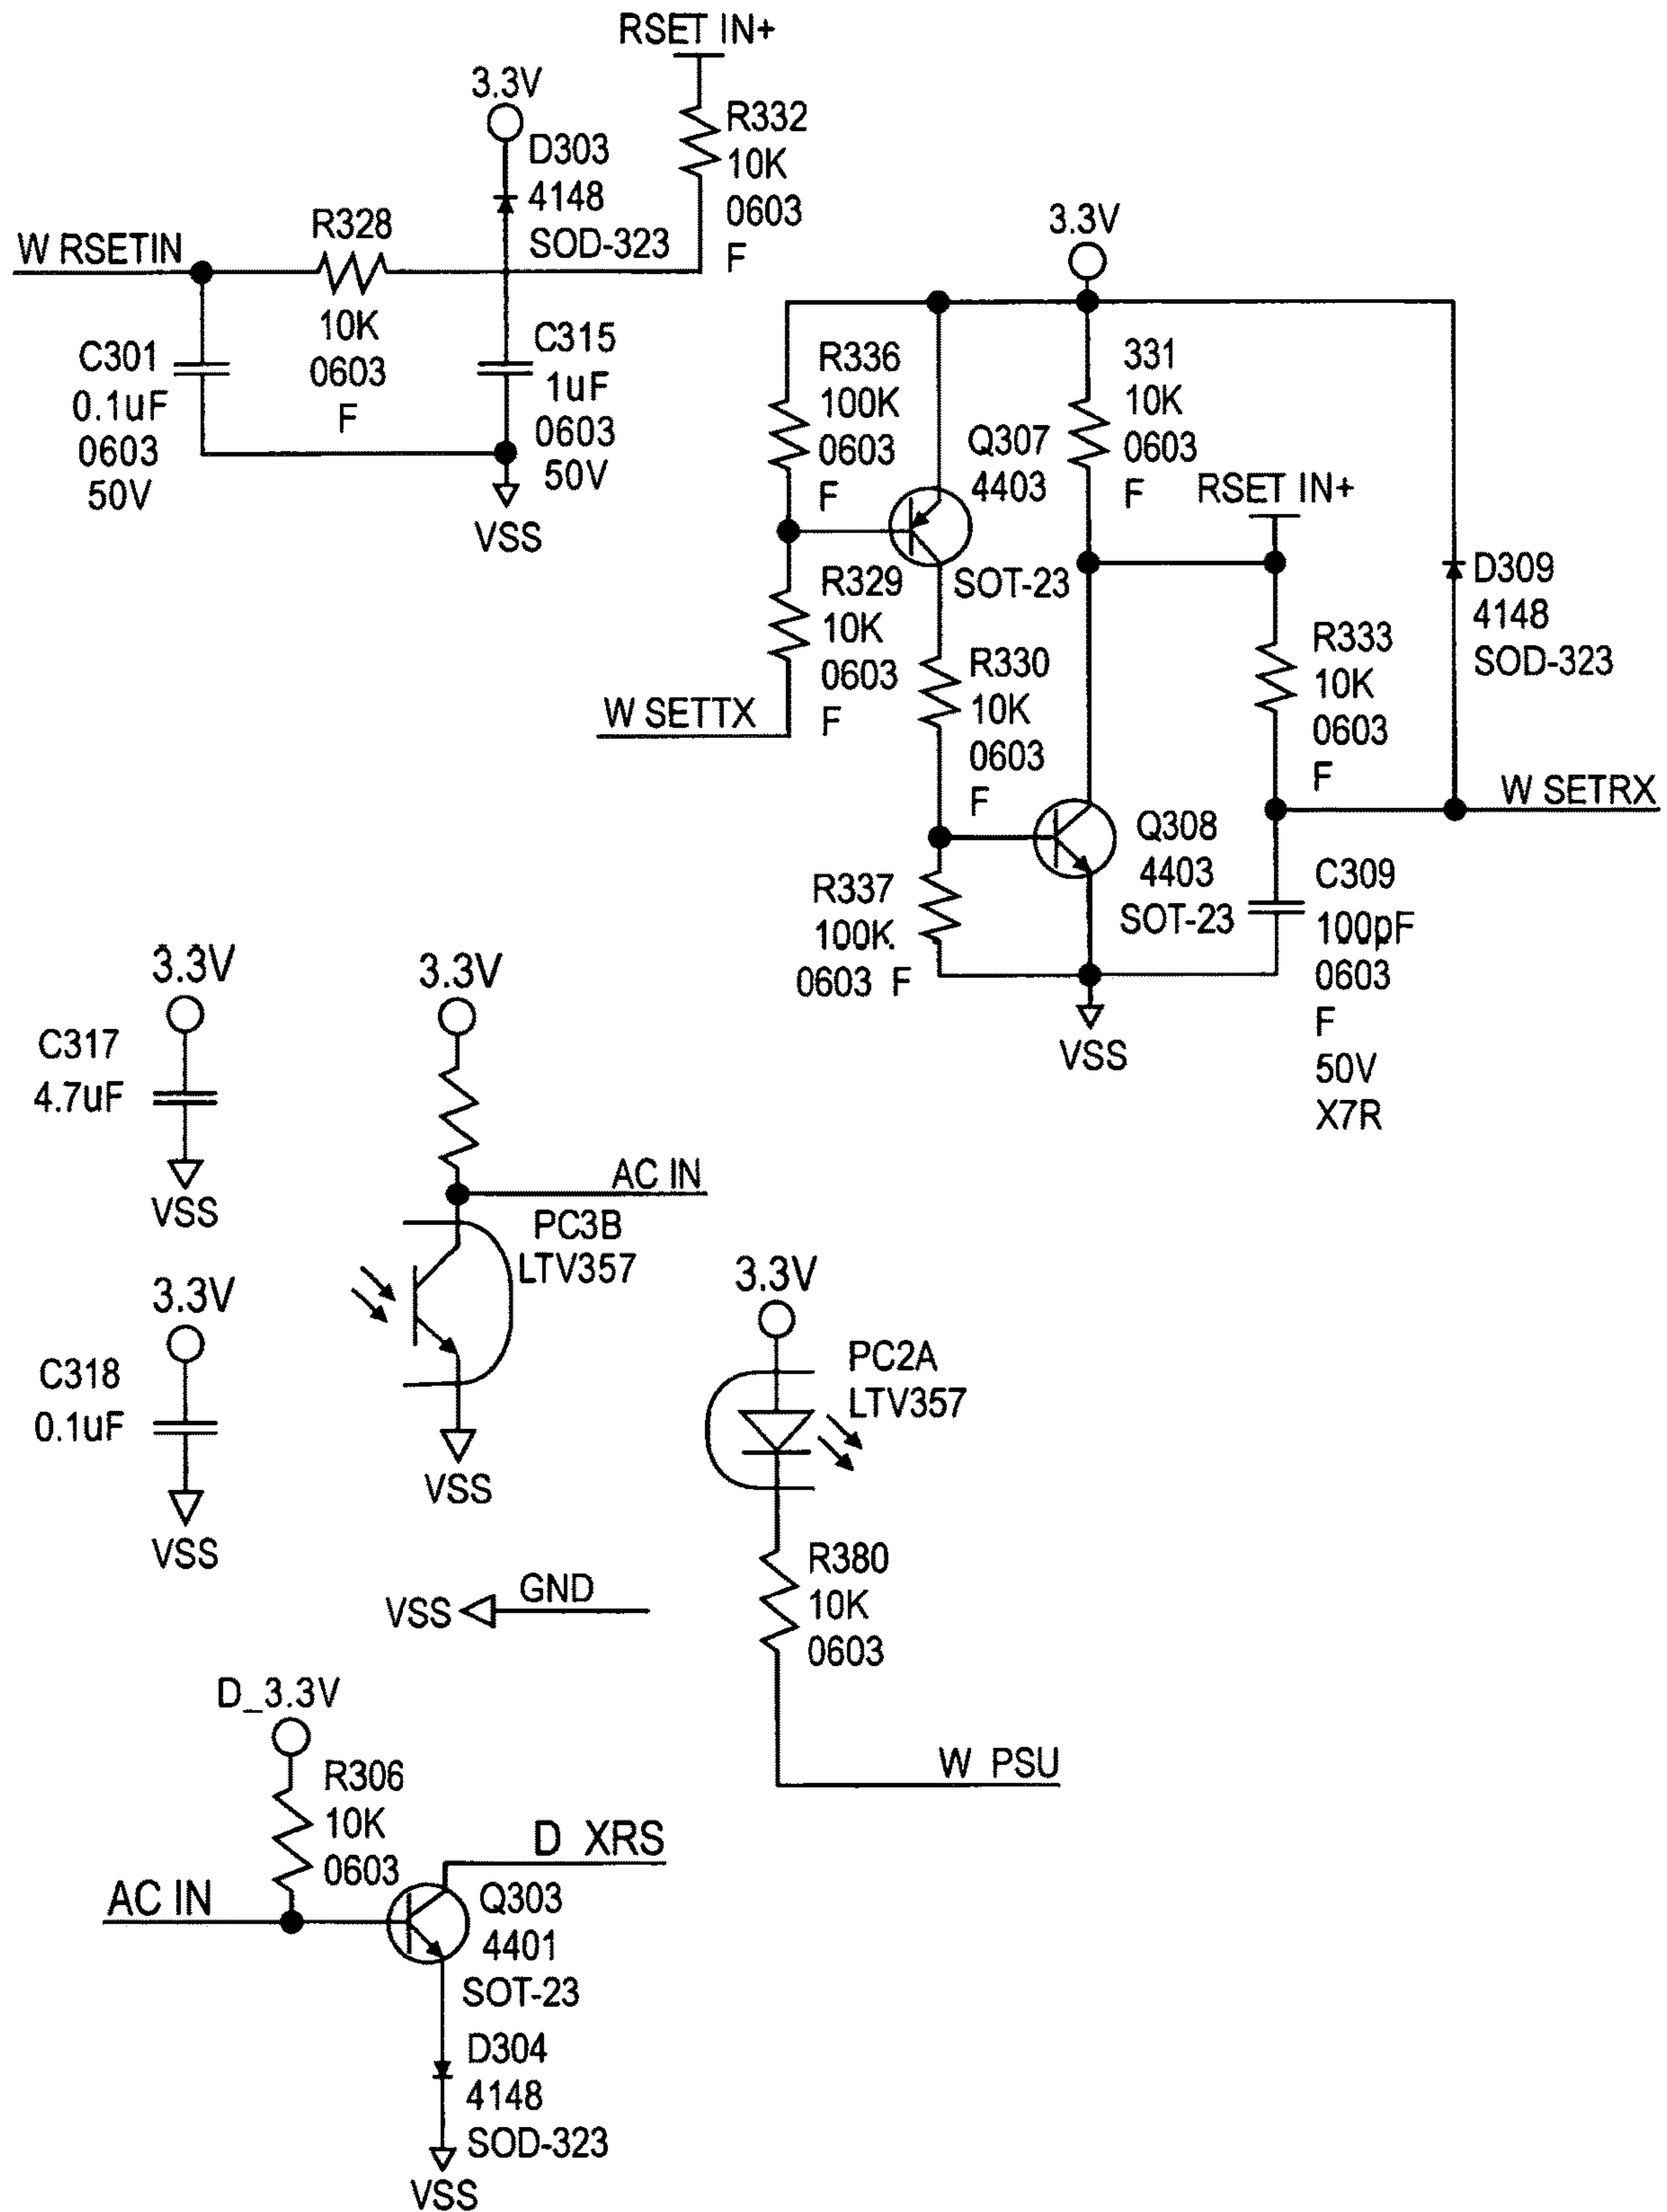 RSET IN+
3.3V
R332
10K
0603
F
D303
4148
SOD-323
W RSETIN
R328
10K
0603
F
C301
0.1uF
0603
50V
C315
1uF
0603
50V
VSS
3.3V
R336
100K
0603
F
Q307
4403
SOT-23
331
10K
0603
F
RSET IN+
R329
10K
0603
F
W SETTX
R330
10K
0603
F
R333
10K
0603
F
D309
4148
SOD-323
W SETRX
Q308
4403
SOT-23
R337
100K
0603 F
C309
100pF
0603
F
50V
X7R
VSS
3.3V
C317
4.7uF
VSS
3.3V
AC IN
PC3B
LTV357
VSS
3.3V
C318
0.1uF
VSS
3.3V
PC2A
LTV357
R380
10K
0603
W PSU
VSS
GND
D_3.3V
R306
10K
0603
AC IN
D XRS
Q303
4401
SOT-23
D304
4148
SOD-323
VSS